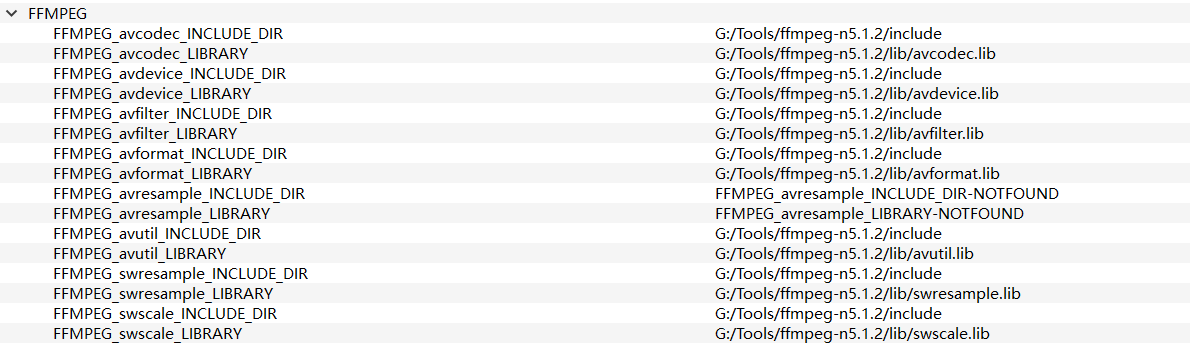 FFMPEG
FFMPEG_avcodec_INCLUDE_DIR G:/Tools/ffmpeg-n5.1.2/include
FFMPEG_avcodec_LIBRARY G:/Tools/ffmpeg-n5.1.2/lib/avcodec.lib
FFMPEG_avdevice_INCLUDE_DIR G:/Tools/ffmpeg-n5.1.2/include
FFMPEG_avdevice_LIBRARY G:/Tools/ffmpeg-n5.1.2/lib/avdevice.lib
FFMPEG_avfilter_INCLUDE_DIR G:/Tools/ffmpeg-n5.1.2/include
FFMPEG_avfilter_LIBRARY G:/Tools/ffmpeg-n5.1.2/lib/avfilter.lib
FFMPEG_avformat_INCLUDE_DIR G:/Tools/ffmpeg-n5.1.2/include
FFMPEG_avformat_LIBRARY G:/Tools/ffmpeg-n5.1.2/lib/avformat.lib
FFMPEG_avresample_INCLUDE_DIR FFMPEG_avresample_INCLUDE_DIR-NOTFOUND
FFMPEG_avresample_LIBRARY FFMPEG_avresample_LIBRARY-NOTFOUND
FFMPEG_avutil_INCLUDE_DIR G:/Tools/ffmpeg-n5.1.2/include
FFMPEG_avutil_LIBRARY G:/Tools/ffmpeg-n5.1.2/lib/avutil.lib
FFMPEG_swresample_INCLUDE_DIR G:/Tools/ffmpeg-n5.1.2/include
FFMPEG_swresample_LIBRARY G:/Tools/ffmpeg-n5.1.2/lib/swresample.lib
FFMPEG_swscale_INCLUDE_DIR G:/Tools/ffmpeg-n5.1.2/include
FFMPEG_swscale_LIBRARY G:/Tools/ffmpeg-n5.1.2/lib/swscale.lib